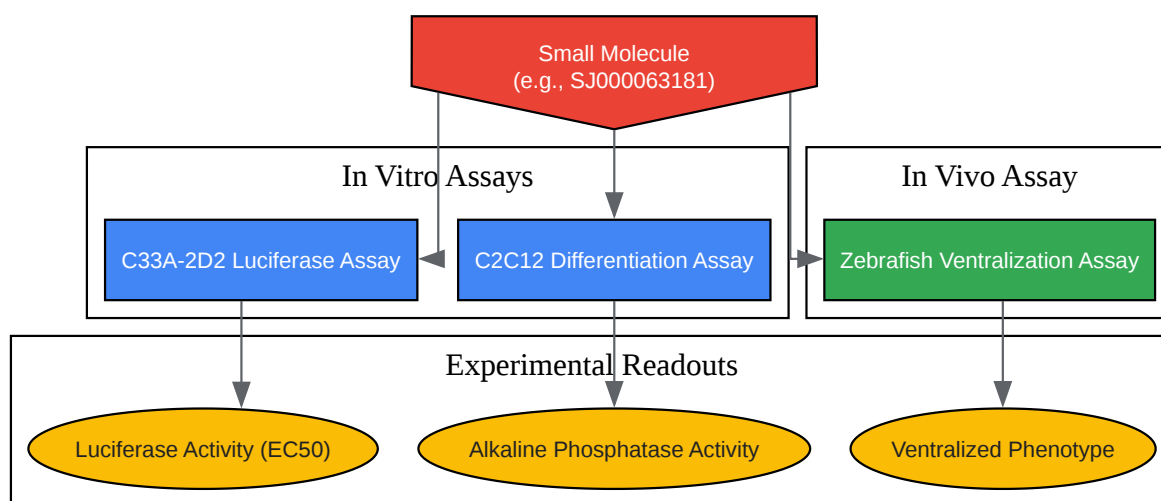 Small Molecule
(e.g., SJ000063181)
In Vitro Assays
In Vivo Assay
C33A-2D2 Luciferase Assay
C2C12 Differentiation Assay
Zebrafish Ventralization Assay
Experimental Readouts
Luciferase Activity (EC50)
Alkaline Phosphatase Activity
Ventralized Phenotype